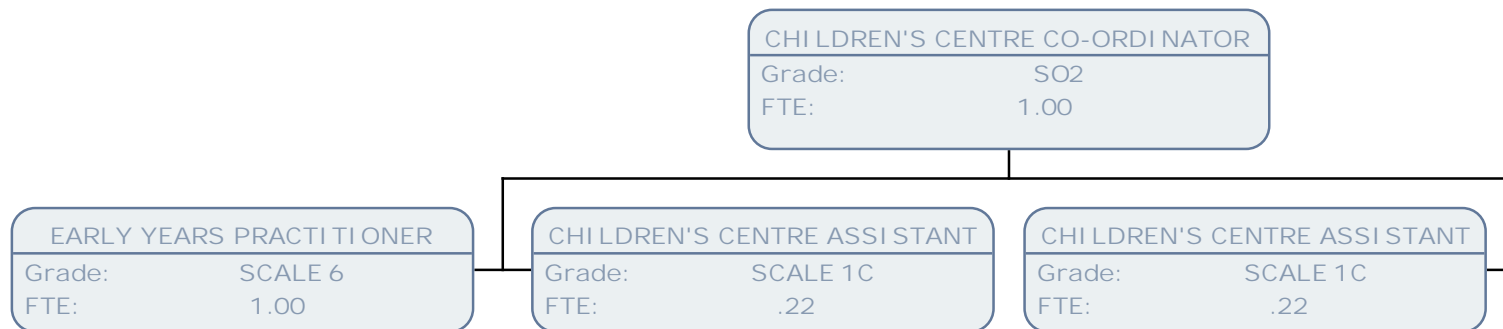 CHILDREN'S CENTRE CO-ORDINATOR
Grade: SO2
FTE: 1.00
EARLY YEARS PRACTITIONER
Grade: SCALE 6
FTE: 1.00
CHILDREN'S CENTRE ASSISTANT
Grade: SCALE 1C
FTE: .22
CHILDREN'S CENTRE ASSISTANT
Grade: SCALE 1C
FTE: .22